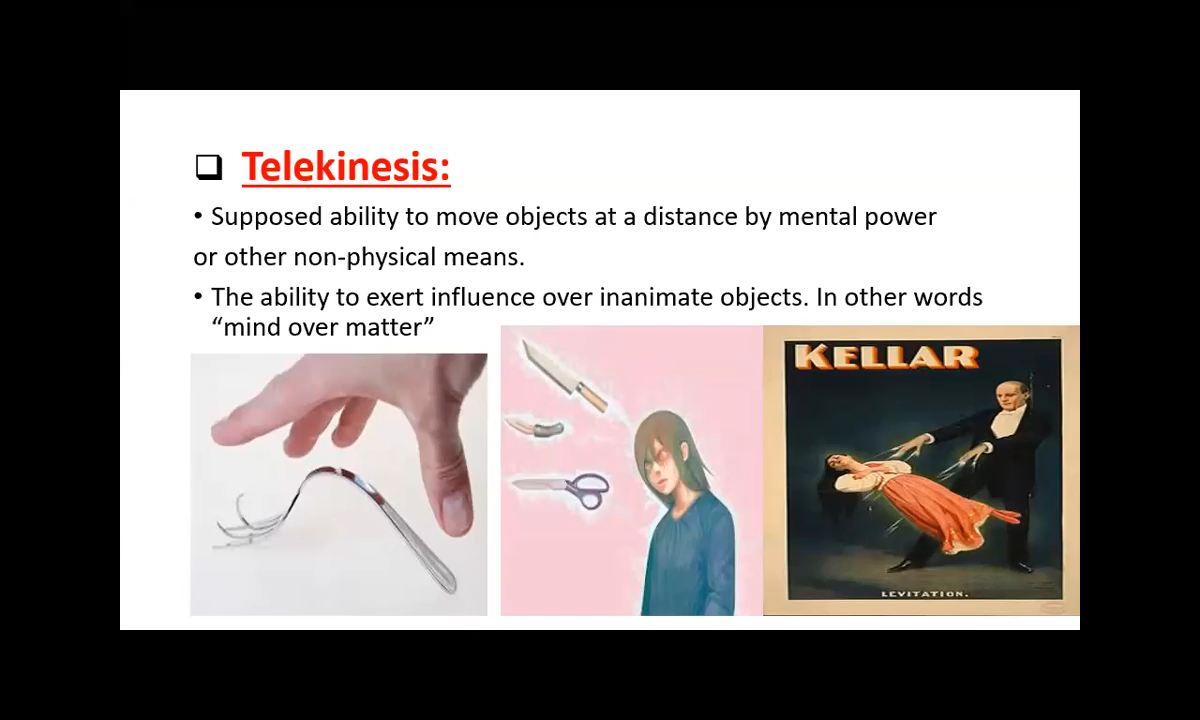 Telekinesis:
• Supposed ability to move objects at a distance by mental power
or other non-physical means.
• The ability to exert influence over inanimate objects. In other words
“mind over matter”
KELLAR
LEVITATION.